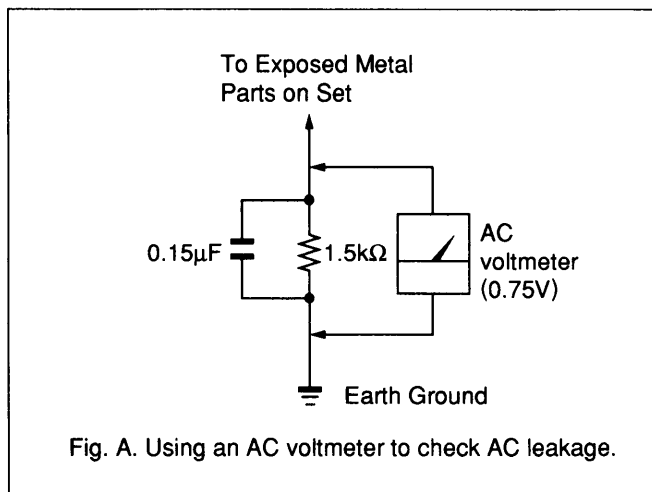 To Exposed Metal
Parts on Set
0.15µF
1.5kΩ
AC
voltmeter
(0.75V)
Earth Ground
Fig. A. Using an AC voltmeter to check AC leakage.